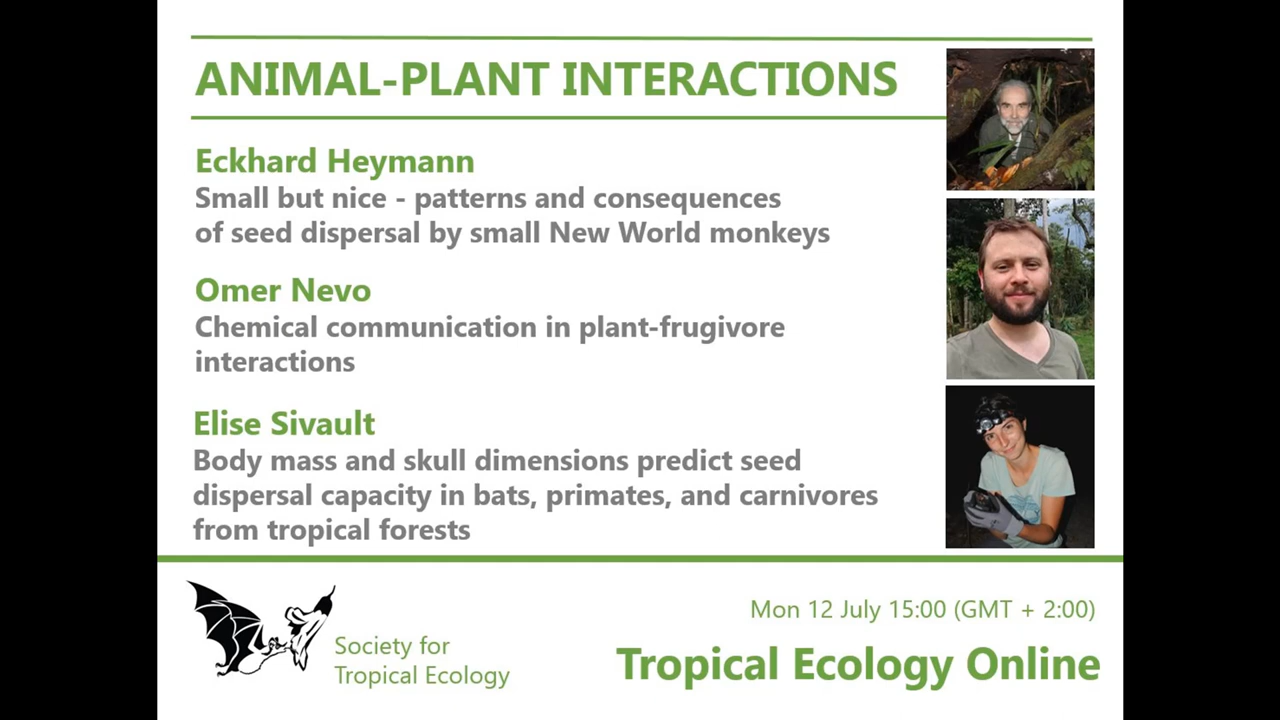 ANIMAL-PLANT INTERACTIONS
Eckhard Heymann
Small but nice - patterns and consequences
of seed dispersal by small New World monkeys
Omer Nevo
Chemical communication in plant-frugivore
interactions
Elise Sivault
Body mass and skull dimensions predict seed
dispersal capacity in bats, primates, and carnivores
from tropical forests
Mon 12 July 15:00 (GMT + 2:00)
Society for
Tropical Ecology
Tropical Ecology Online